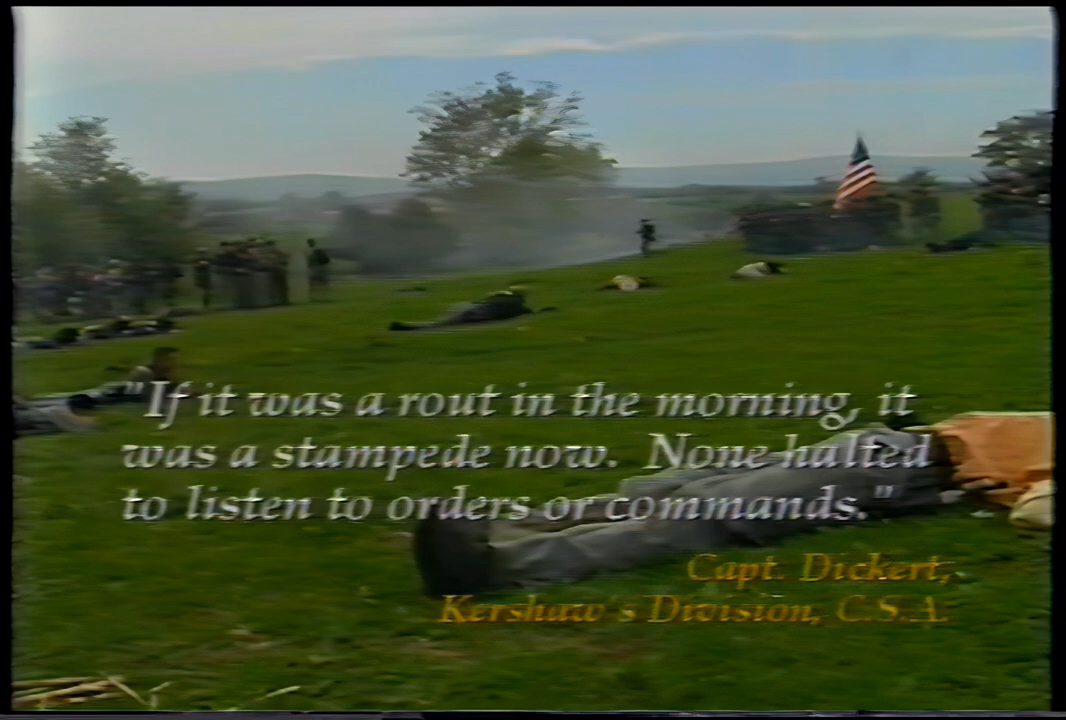 "If it was a rout in the morning, it
was a stampede now. None halted
to listen to orders or commands."
Capt. Dickert,
Kershaw's Division, C.S.A.